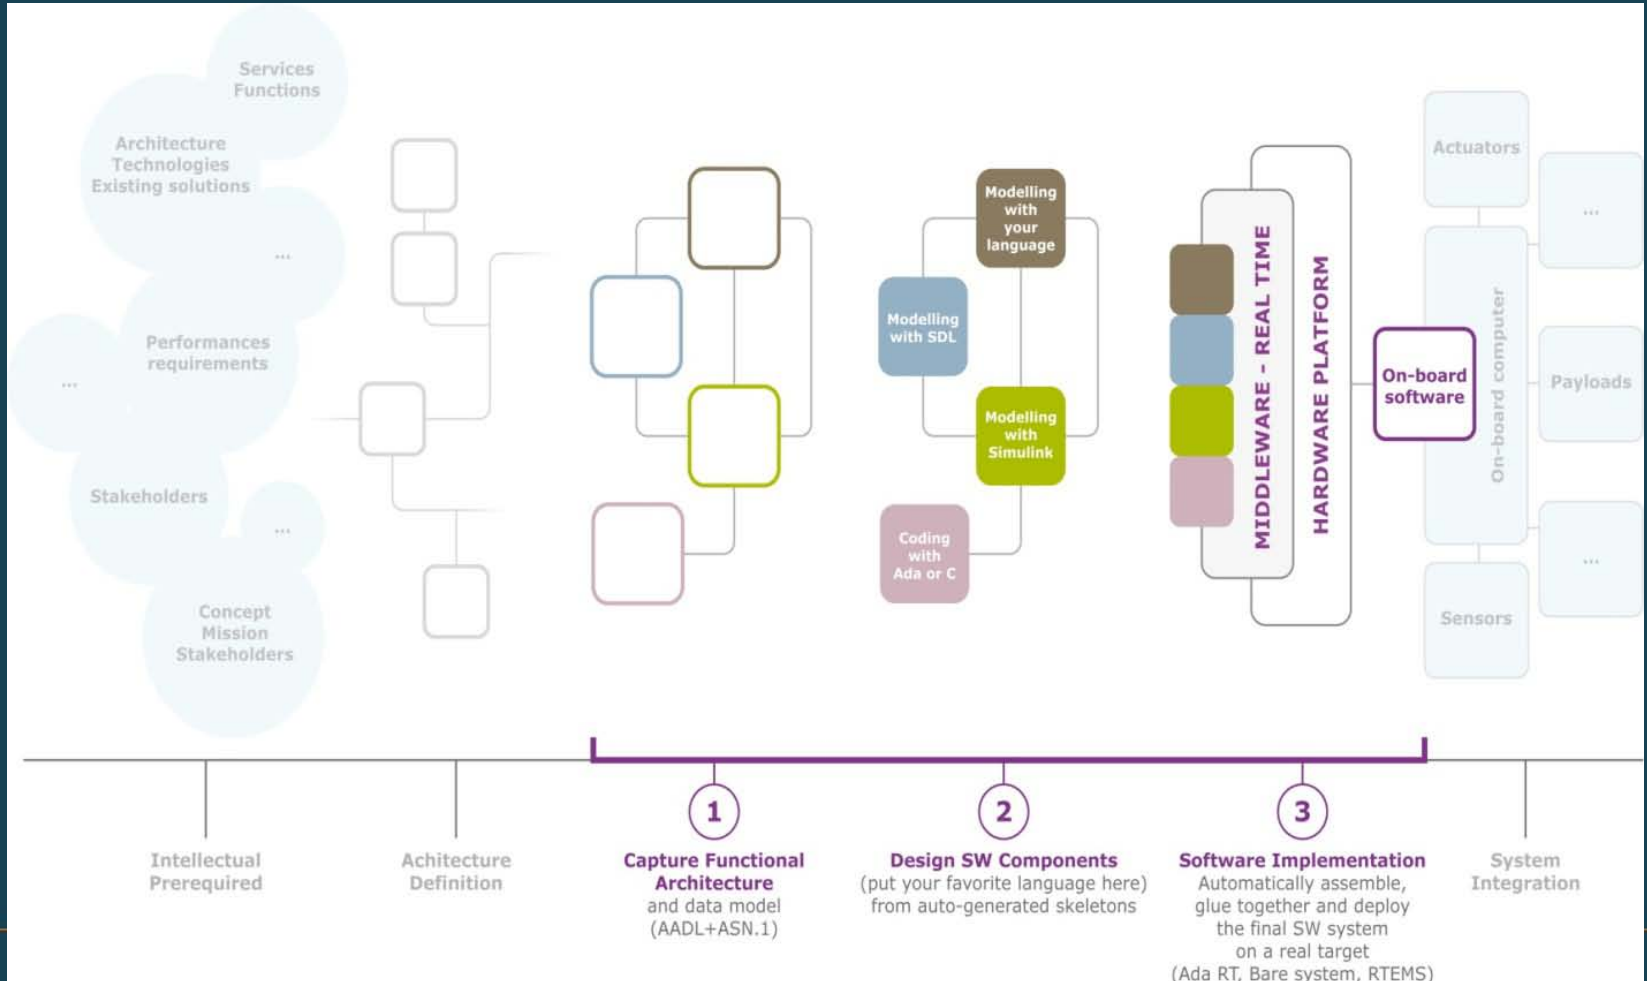 Services
Functions
Architecture
Technologies
Existing solutions
...
Performances
requirements
...
Stakeholders
...
Concept
Mission
Stakeholders
Modelling
with
your
language
Modelling
with SDL
Modelling
with
Simulink
Coding
with
Ada or C
MIDDLEWARE - REAL TIME
HARDWARE PLATFORM
On-board
software
Actuators
...
On-board computer
Payloads
...
Sensors
Intellectual
Prerequired
Achitecture
Definition
1
Capture Functional
Architecture
and data model
(AADL+ASN.1)
2
Design SW Components
(put your favorite language here)
from auto-generated skeletons
3
Software Implementation
Automatically assemble,
glue together and deploy
the final SW system
on a real target
(Ada RT, Bare system, RTEMS)
System
Integration